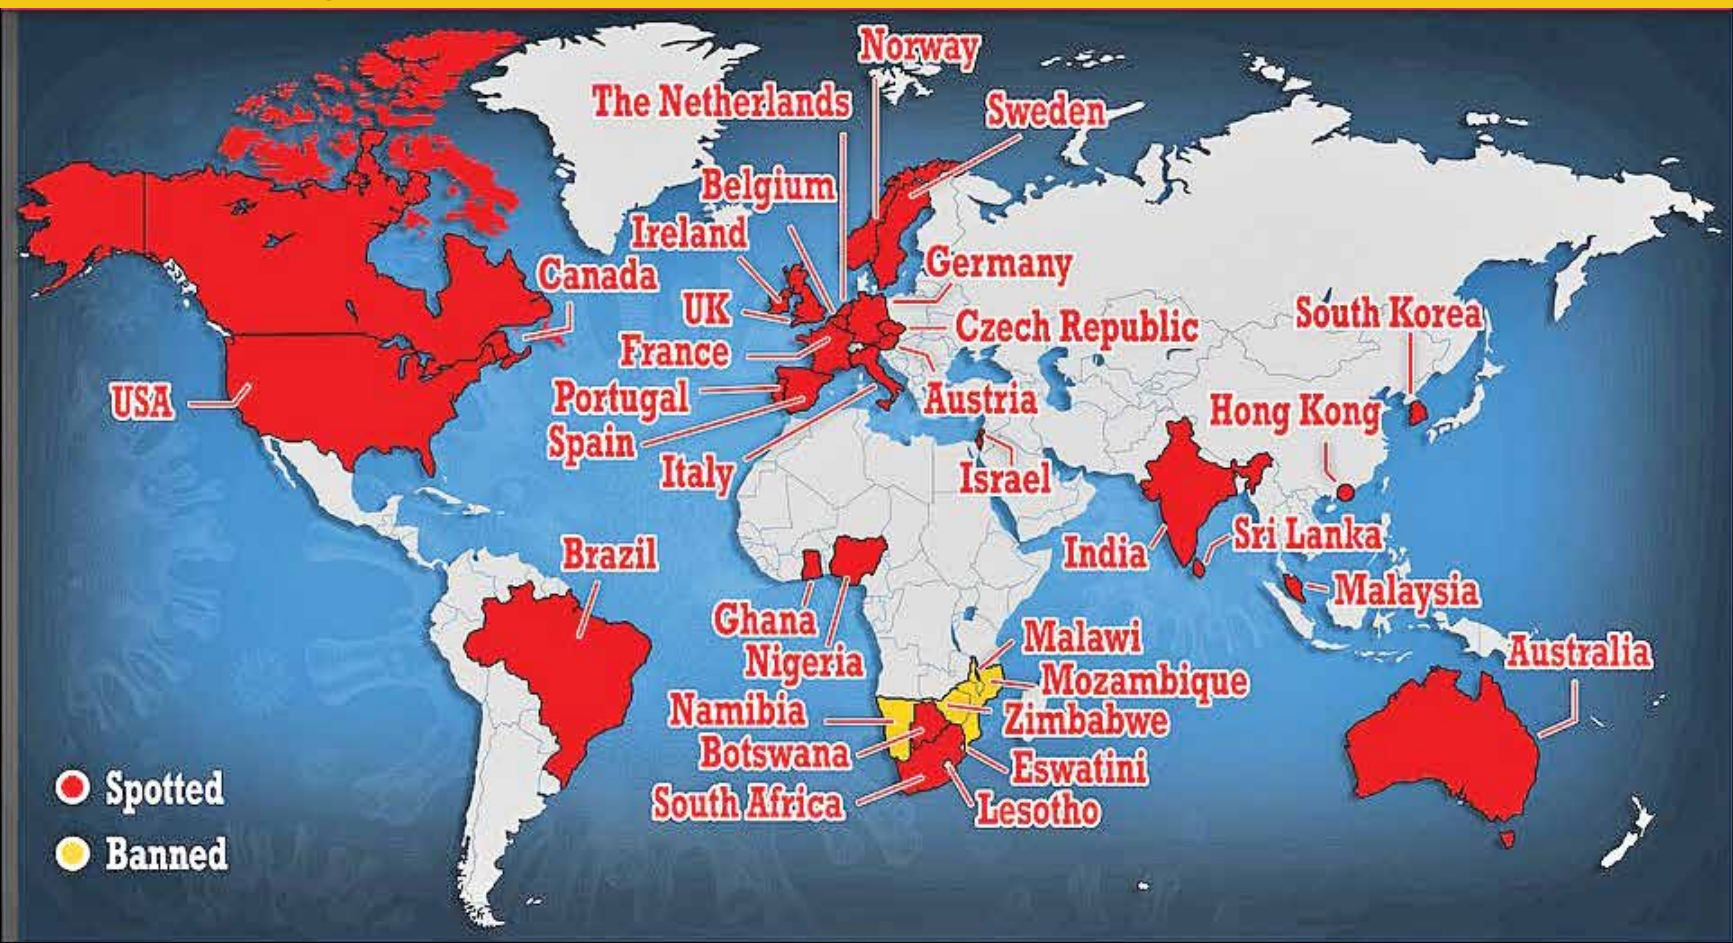 Norway
The Netherlands
Sweden
Belgium
Ireland
Canada
Germany
UK
South Korea
Czech Republic
France
USA
Portugal
Austria
Hong Kong
Spain
Italy
Israel
Brazil
India
Sri Lanka
Malaysia
Ghana
Malawi
Nigeria
Australia
Mozambique
Namibia
Zimbabwe
Botswana
Eswatini
South Africa
Lesotho
Spotted
Banned